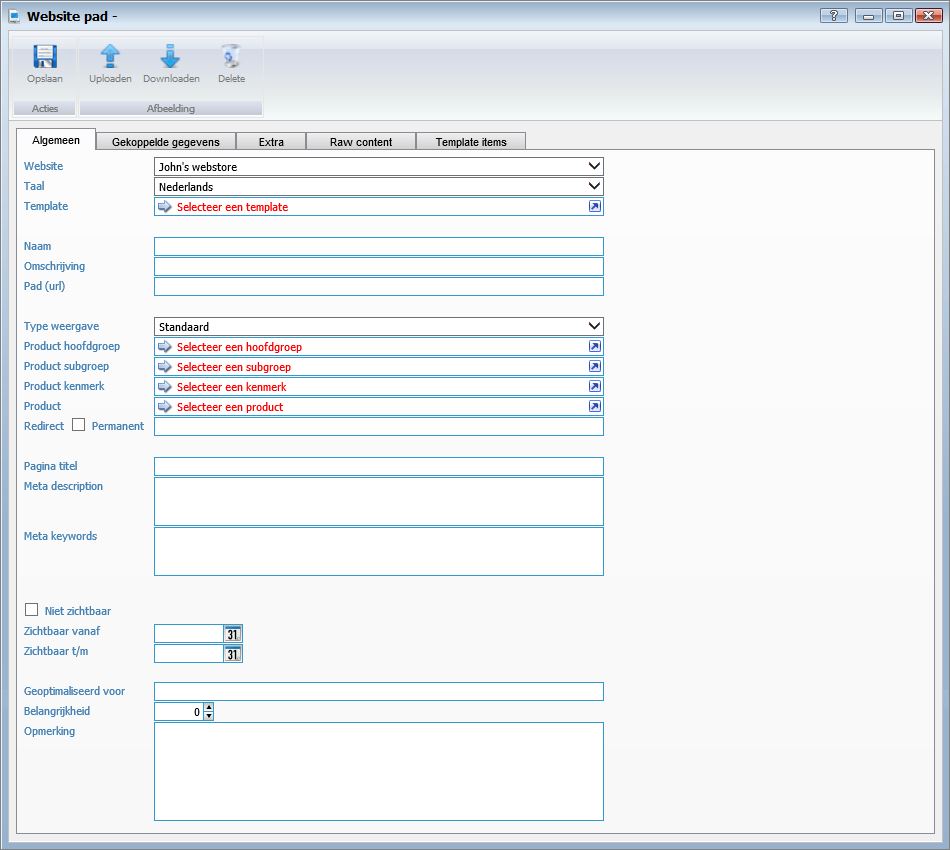 Website pad -
Opslaan Uploaden Downloaden Delete
Acties Afbeelding
Algemeen Gekoppelde gegevens Extra Raw content Template items
Website John's webstore
Taal Nederlands
Template Selecteer een template
Naam
Omschrijving
Pad (url)
Type weergave Standaard
Product hoofdgroep Selecteer een hoofdgroep
Product subgroep Selecteer een subgroep
Product kenmerk Selecteer een kenmerk
Product Selecteer een product
Redirect Permanent
Pagina titel
Meta description
Meta keywords
Niet zichtbaar
Zichtbaar vanaf 31
Zichtbaar t/m 31
Geoptimaliseerd voor
Belangrijkheid 0
Opmerking